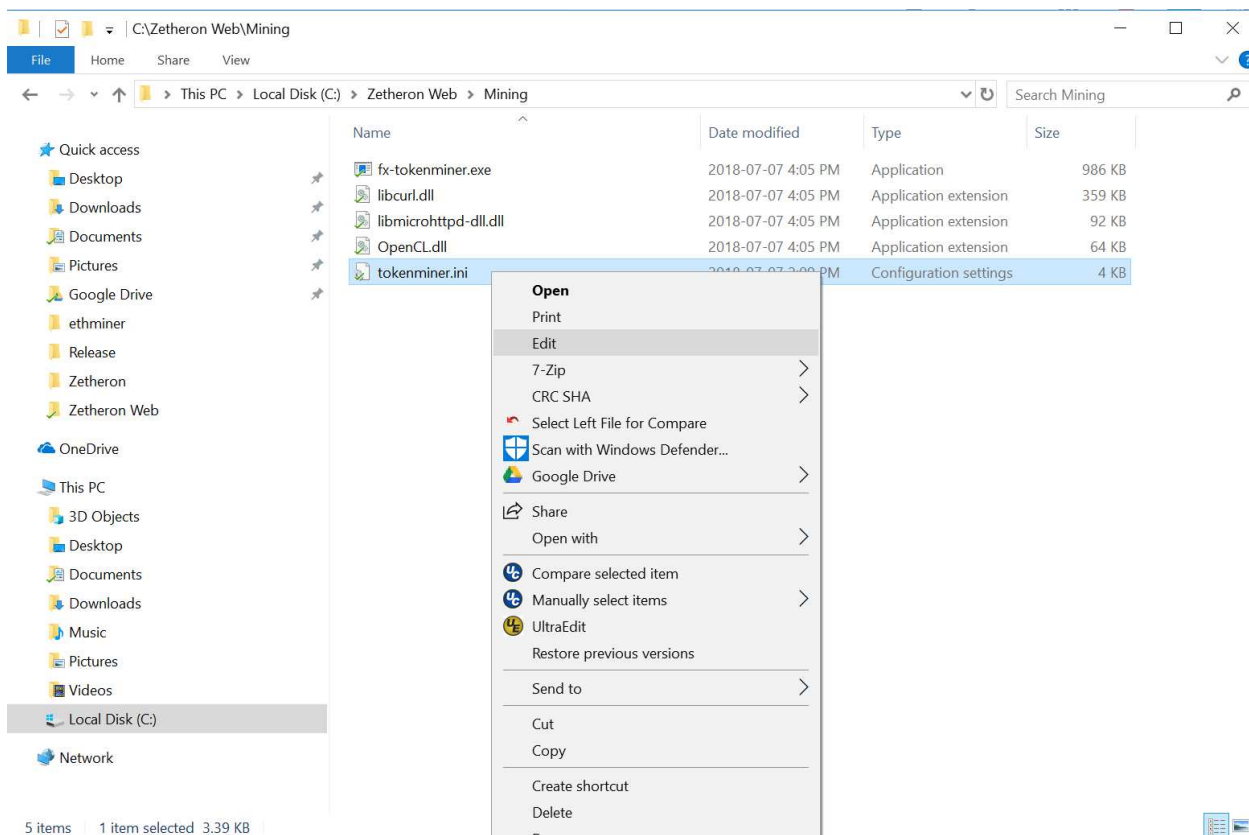 C:\Zetheron Web\Mining
File Home Share View
This PC > Local Disk (C:) > Zetheron Web > Mining
Search Mining
Name Date modified Type Size
fx-tokenminer.exe 2018-07-07 4:05 PM Application 986 KB
libcurl.dll 2018-07-07 4:05 PM Application extension 359 KB
libmicrohttpd-dll.dll 2018-07-07 4:05 PM Application extension 92 KB
OpenCL.dll 2018-07-07 4:05 PM Application extension 64 KB
tokenminer.ini PM Configuration settings 4 KB
Quick access
Desktop
Downloads
Documents
Pictures
Google Drive
ethminer
Release
Zetheron
Zetheron Web
OneDrive
This PC
3D Objects
Desktop
Documents
Downloads
Music
Pictures
Videos
Local Disk (C:)
Network
Open
Print
Edit
7-Zip
CRC SHA
Select Left File for Compare
Scan with Windows Defender...
Google Drive
Share
Open with
Compare selected item
Manually select items
UltraEdit
Restore previous versions
Send to
Cut
Copy
Create shortcut
Delete
5 items 1 item selected 3.39 KB